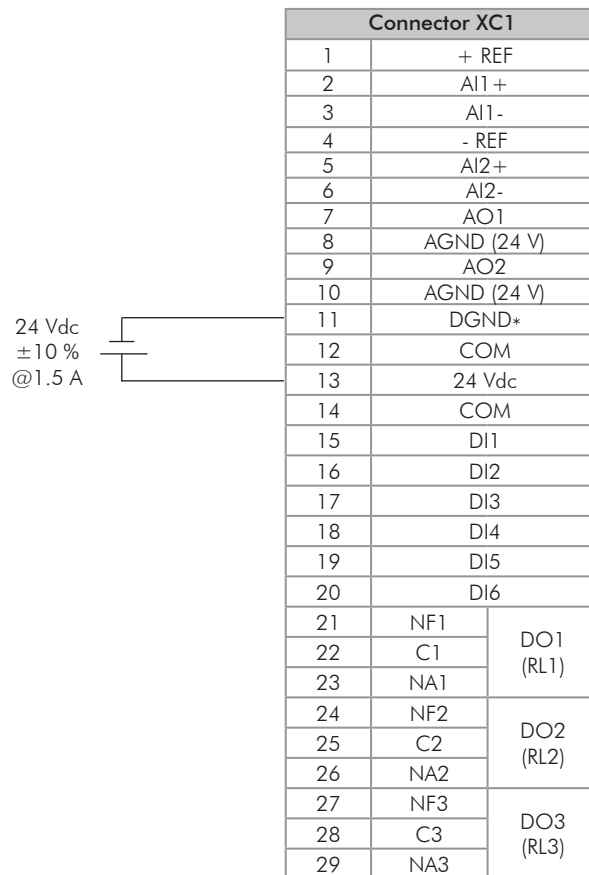 Connector XC1
1 + REF
2 AI1+
3 AI1-
4 - REF
5 AI2+
6 AI2-
7 AO1
8 AGND (24 V)
9 AO2
10 AGND (24 V)
11 DGND*
12 COM
13 24 Vdc
14 COM
15 DI1
16 DI2
17 DI3
18 DI4
19 DI5
20 DI6
21 NF1
22 C1
23 NA1
DO1
(RL1)
24 NF2
25 C2
26 NA2
DO2
(RL2)
27 NF3
28 C3
29 NA3
DO3
(RL3)
24 Vdc
±10 %
@1.5 A